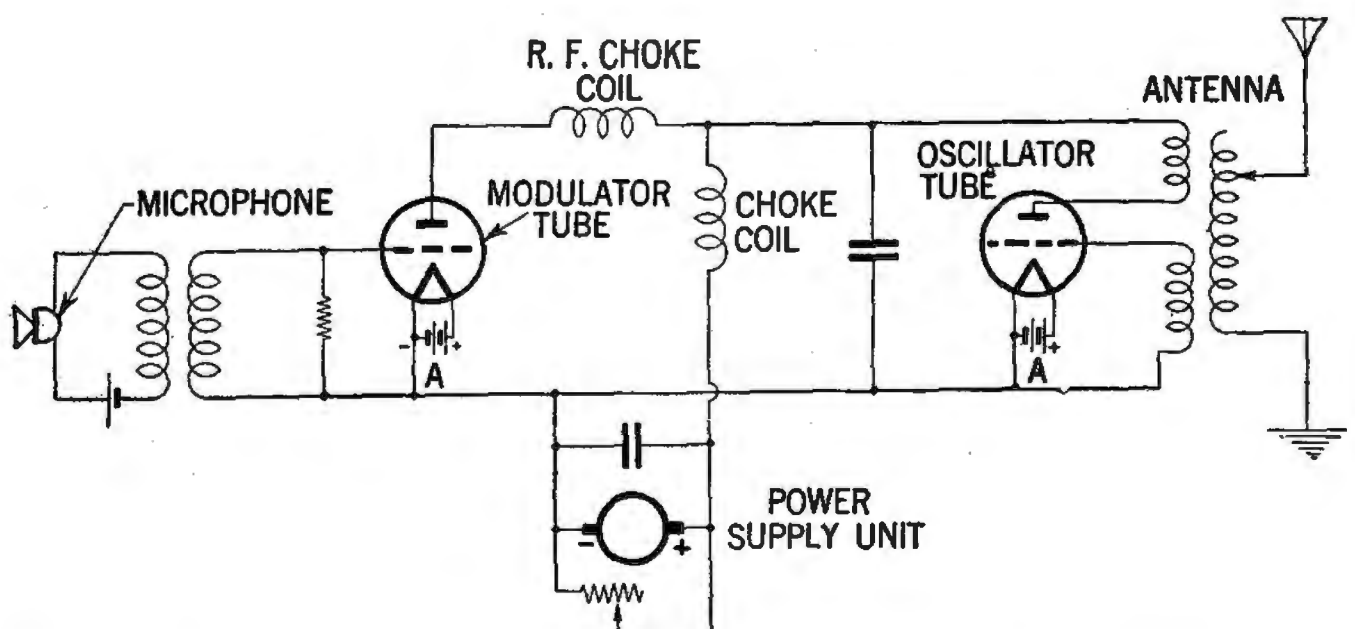 R. F. CHOKE
COIL
ANTENNA
OSCILLATOR
TUBE
MICROPHONE
MODULATOR
TUBE
CHOKE
COIL
- +
A
+
A
POWER
SUPPLY UNIT
- +